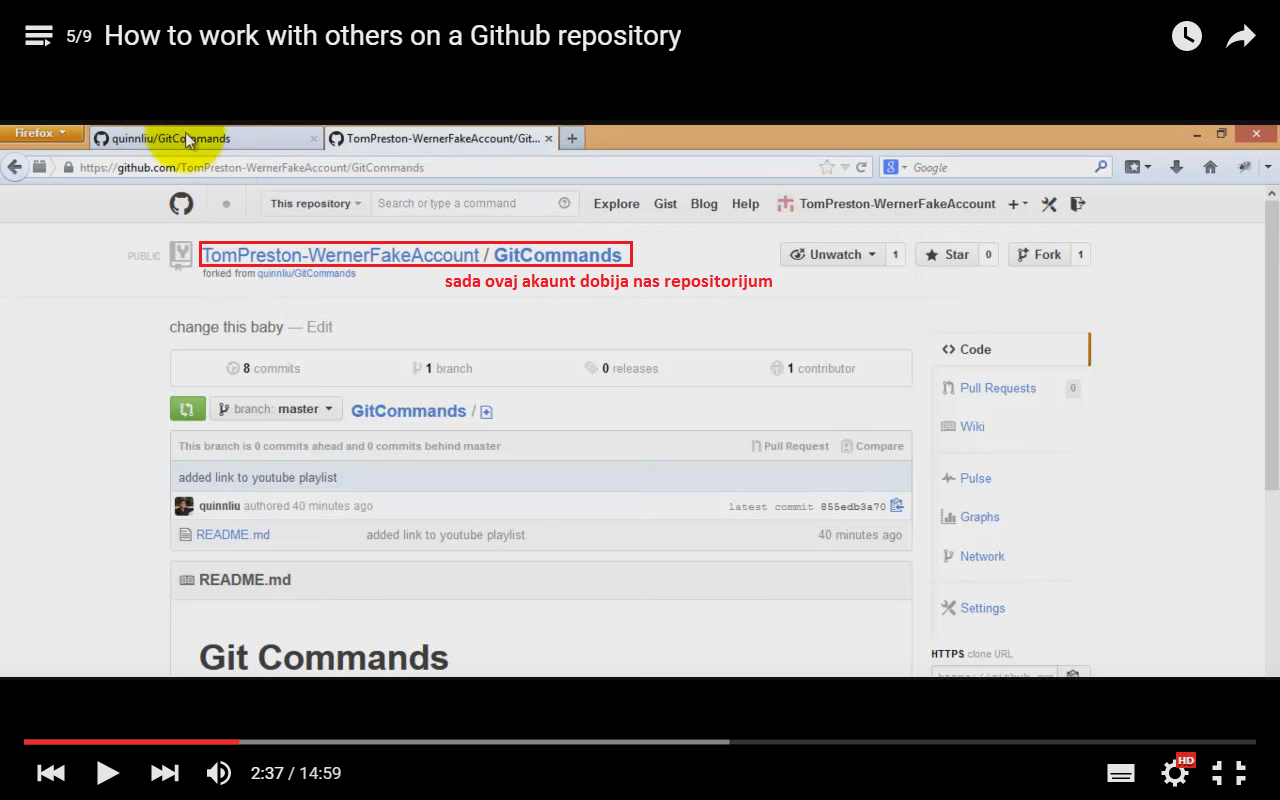 5/9 How to work with others on a Github repository
Firefox
quinnliu/GitCommands
TomPreston-WernerFakeAccount/Git...
https://github.com/TomPreston-WernerFakeAccount/GitCommands
Google
This repository
Search or type a command
Explore Gist Blog Help
TomPreston-WernerFakeAccount
PUBLIC
TomPreston-WernerFakeAccount / GitCommands
Unwatch 1
Star 0
Fork 1
forked from quinnliu/GitCommands
sada ovaj akaunt dobija nas repositorijum
change this baby — Edit
8 commits
1 branch
0 releases
1 contributor
Code
Pull Requests 0
Wiki
Pulse
Graphs
Network
Settings
HTTPS clone URL
branch: master
GitCommands /
This branch is 0 commits ahead and 0 commits behind master
Pull Request
Compare
added link to youtube playlist
quinnliu authored 40 minutes ago
latest commit 855edb3a70
README.md
added link to youtube playlist
40 minutes ago
README.md
Git Commands
2:37 / 14:59
HD